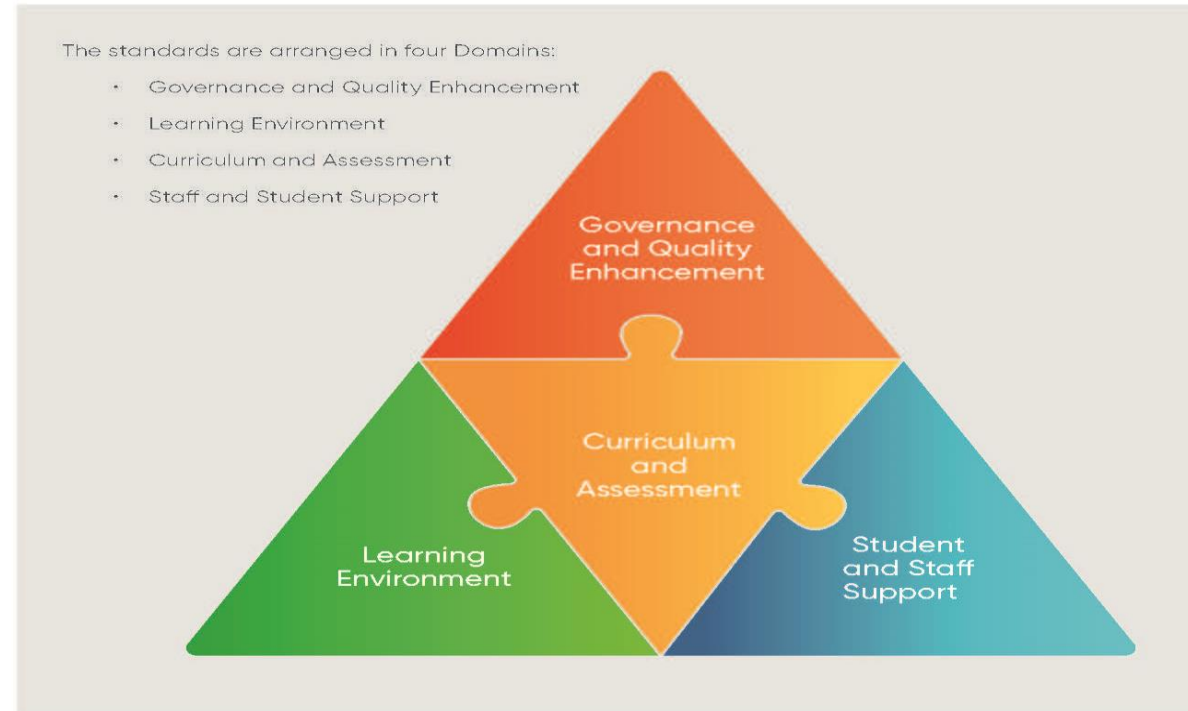 The standards are arranged in four Domains:
• Governance and Quality Enhancement
• Learning Environment
• Curriculum and Assessment
• Staff and Student Support
Governance
and Quality
Enhancement
Curriculum
and
Assessment
Learning
Environment
Student
and Staff
Support